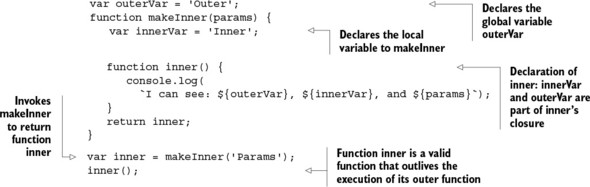 var outerVar = 'Outer';
function makeInner(params) {
var innerVar = 'Inner';
function inner() {
console.log(
`I can see: ${outerVar}, ${innerVar}, and ${params}`);
}
return inner;
}
var inner = makeInner('Params');
inner();
Declares the
global variable
outerVar
Declares the local
variable to makeInner
Declaration of
inner: innerVar
and outerVar are
part of inner's
closure
Invokes
makeInner
to return
function
inner
Function inner is a valid
function that outlives the
execution of its outer function